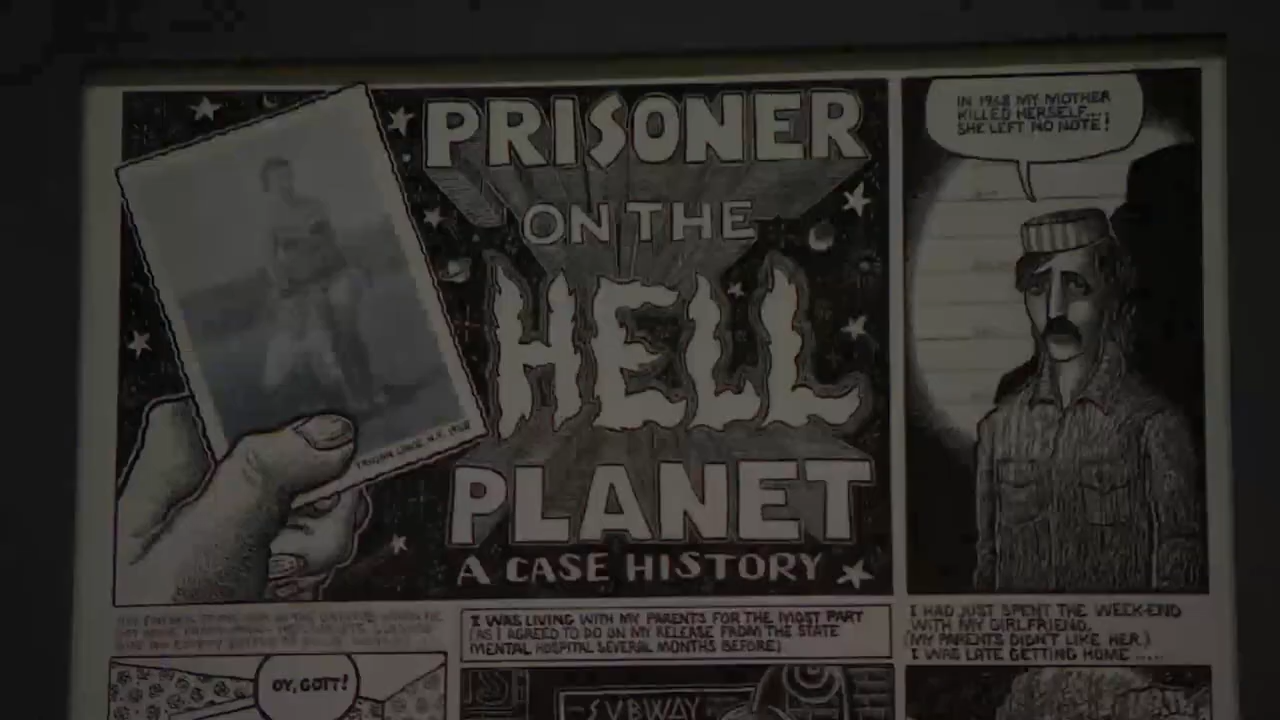 PRISONER
ON THE
HELL
PLANET
A CASE HISTORY
TROJAN LAKE, N.Y. 1958
IN 1968 MY MOTHER
KILLED HERSELF....
SHE LEFT NO NOTE!
I WAS LIVING WITH MY PARENTS FOR THE MOST PART
(AS I AGREED TO DO ON MY RELEASE FROM THE STATE
MENTAL HOSPITAL SEVERAL MONTHS BEFORE).
I HAD JUST SPENT THE WEEK-END
WITH MY GIRLFRIEND.
(MY PARENTS DIDN'T LIKE HER.)
I WAS LATE GETTING HOME .....
OY, GOTT!
SUBWAY